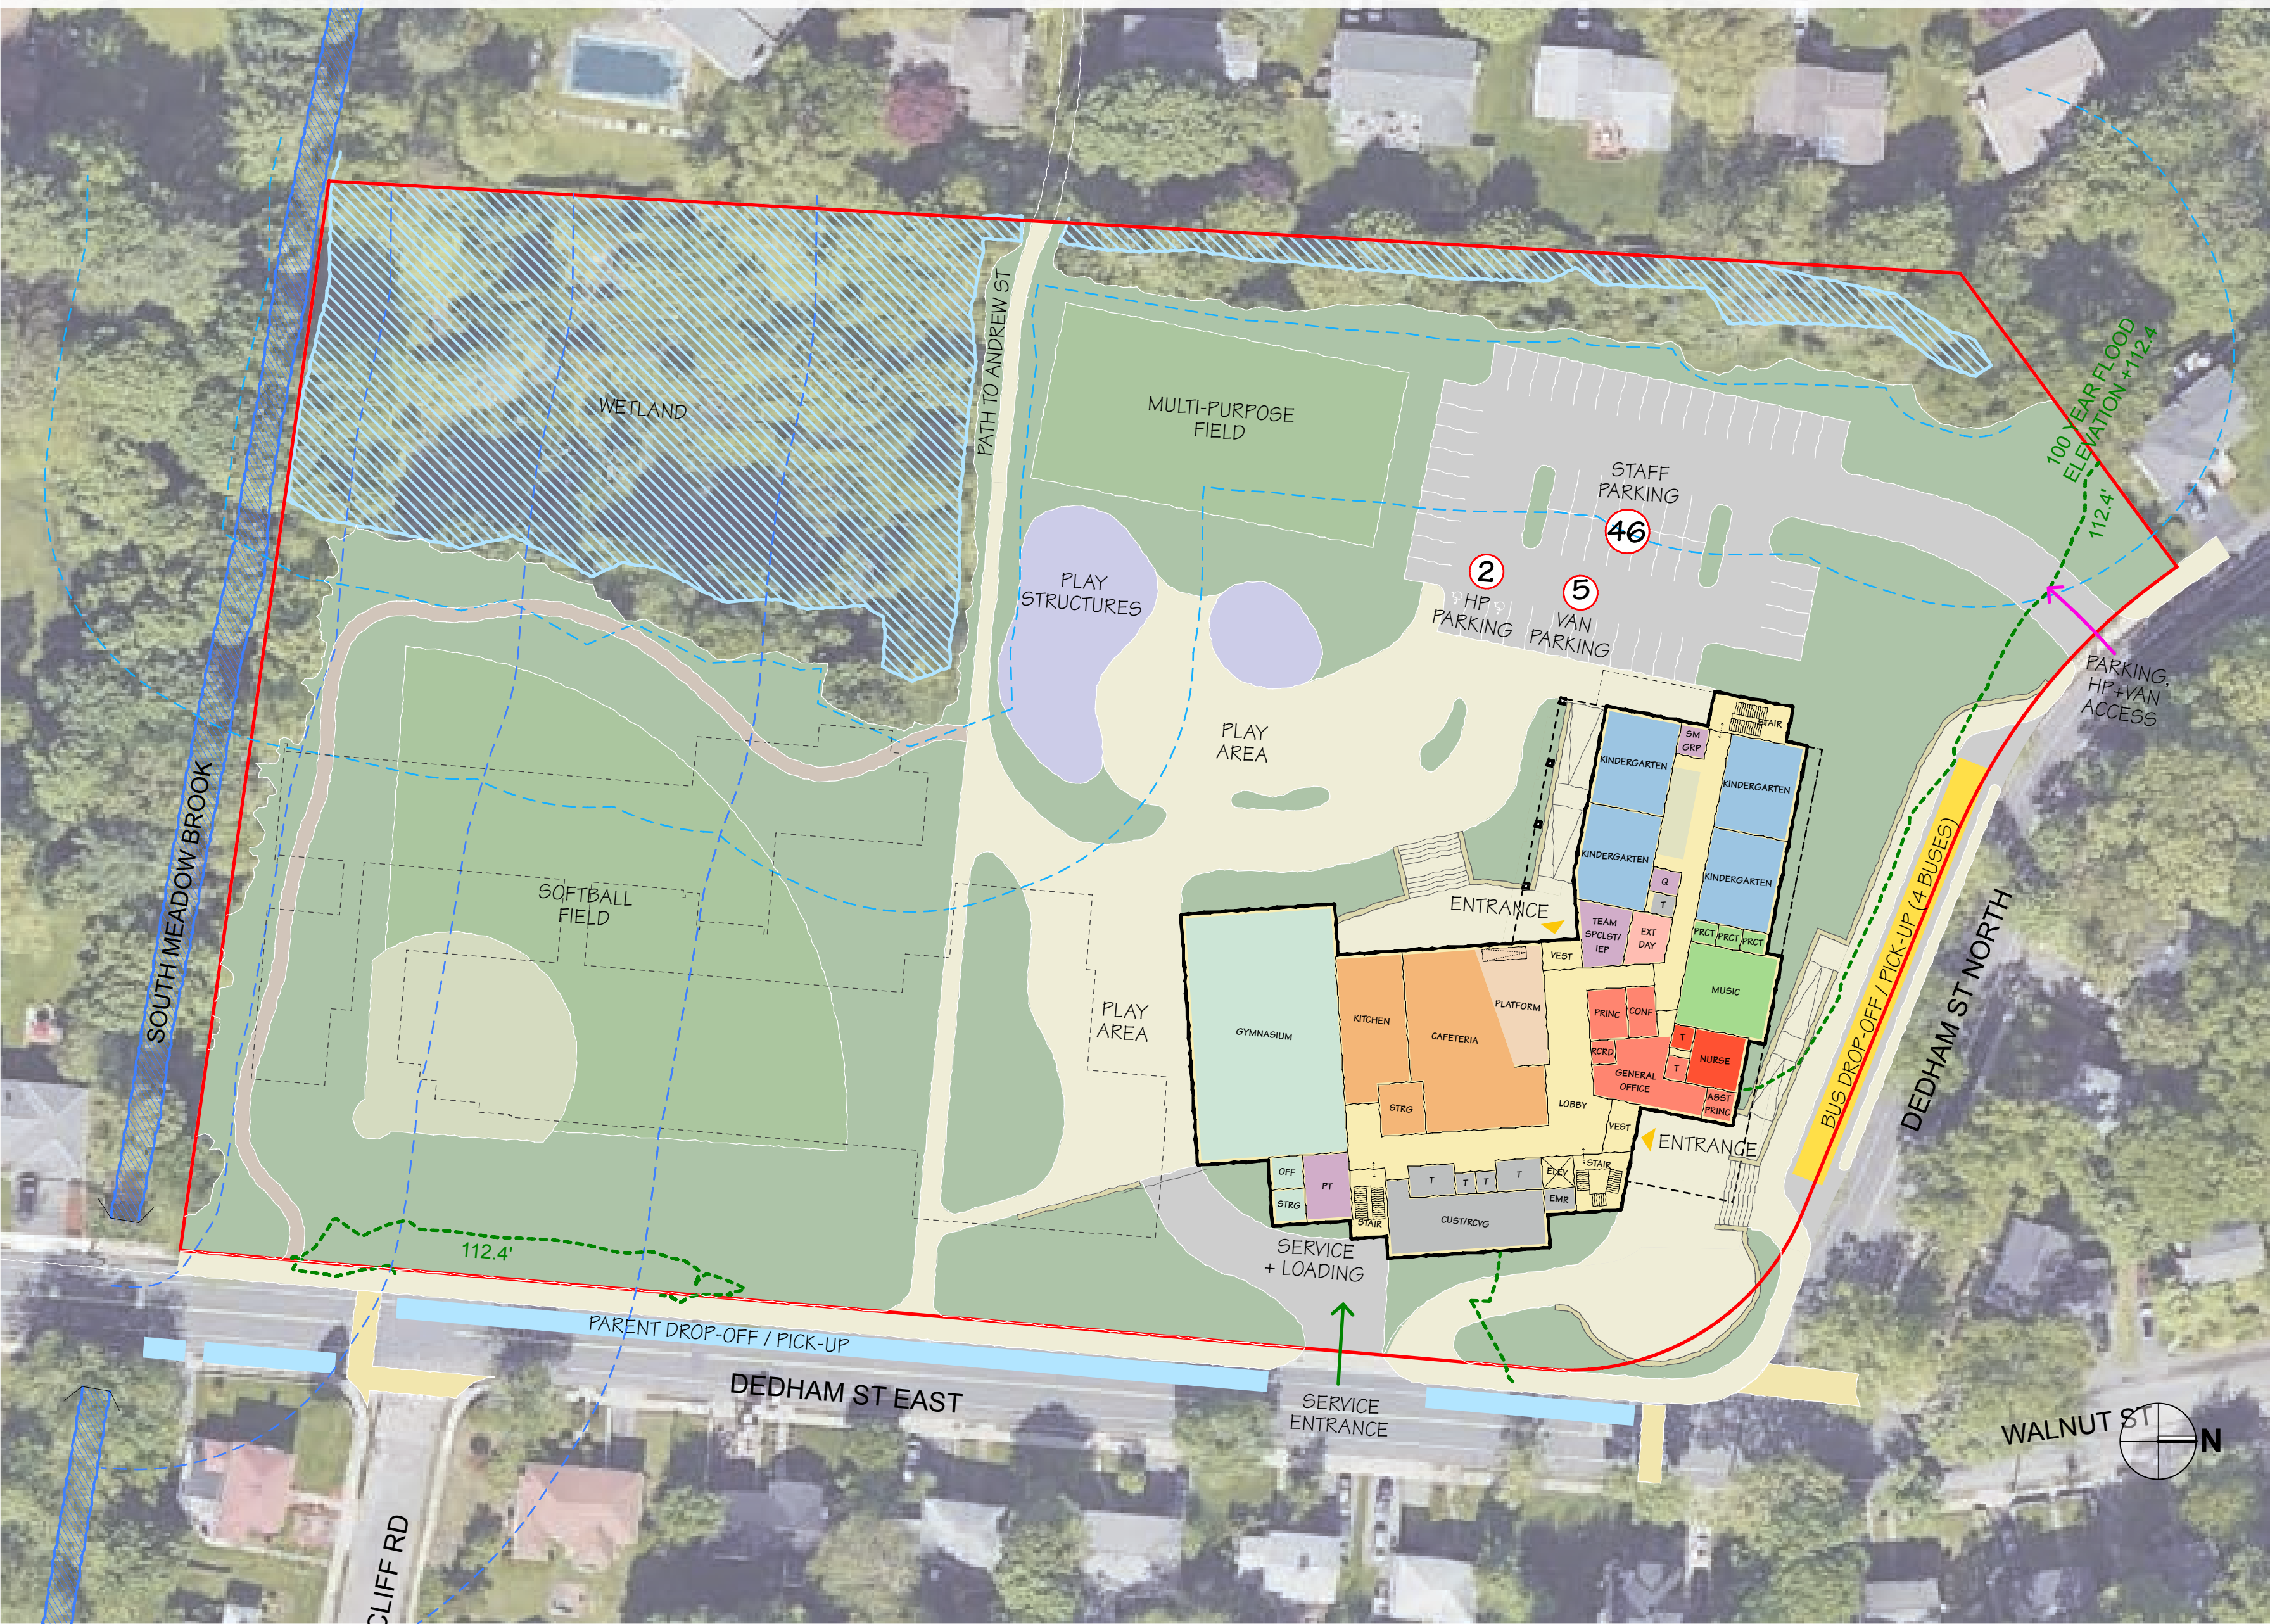 WETLAND
PATH TO ANDREW ST
MULTI-PURPOSE
FIELD
STAFF
PARKING
46
2
HP
PARKING
5
VAN
PARKING
100 YEAR FLOOD
ELEVATION +112.4
112.4'
PARKING,
HP+VAN
ACCESS
PLAY
STRUCTURES
PLAY
AREA
SOUTH MEADOW BROOK
SOFTBALL
FIELD
PLAY
AREA
STAIR
SM
GRP
KINDERGARTEN
KINDERGARTEN
KINDERGARTEN
KINDERGARTEN
Q
T
ENTRANCE
TEAM
SPCLST/
IEP
EXT
DAY
PRCT
PRCT
PRCT
VEST
MUSIC
PLATFORM
PRINC
CONF
GYMNASIUM
KITCHEN
CAFETERIA
T
NURSE
RCRD
T
GENERAL
OFFICE
ASST
PRINC
STRG
LOBBY
VEST
ENTRANCE
OFF
PT
STRG
T
T
T
T
ELEV
STAIR
EMR
STAIR
CUST/RCVG
BUS DROP-OFF / PICK-UP (4 BUSES)
DEDHAM ST NORTH
112.4'
SERVICE
+ LOADING
PARENT DROP-OFF / PICK-UP
DEDHAM ST EAST
SERVICE
ENTRANCE
WALNUT ST
N
CLIFF RD